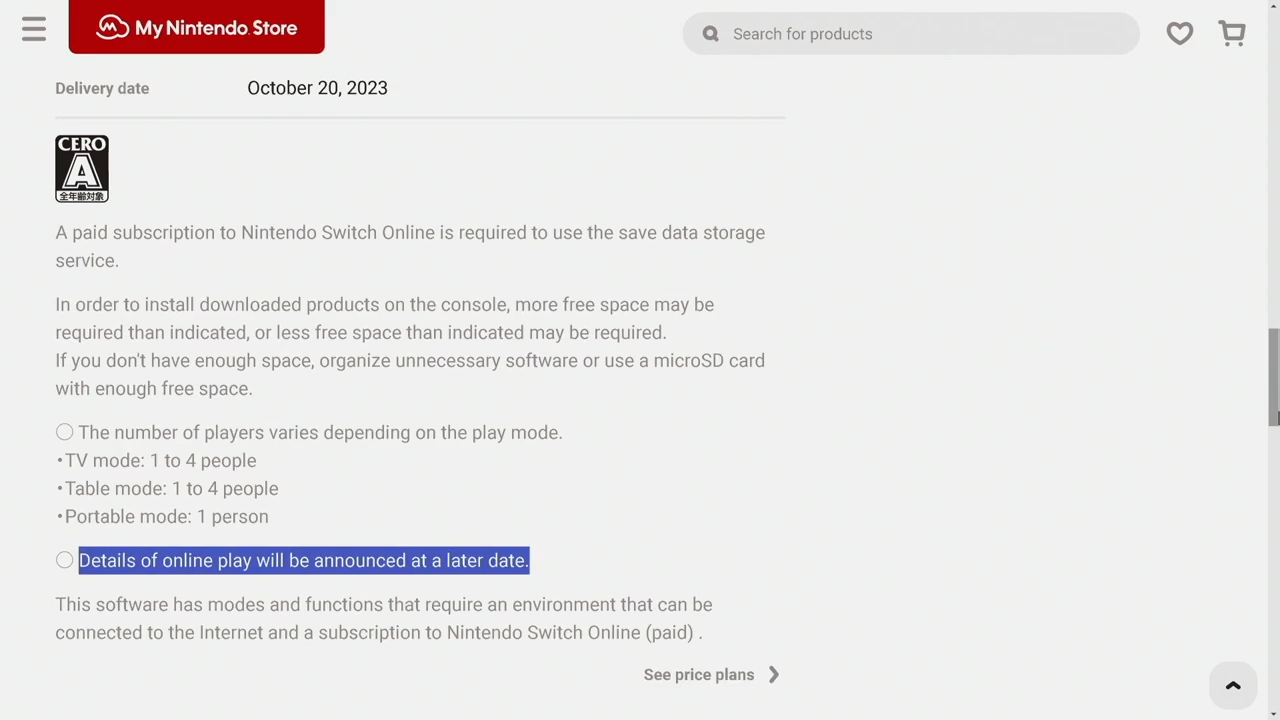 My Nintendo Store
Search for products
Delivery date October 20, 2023
CERO
A
全年齢対象
A paid subscription to Nintendo Switch Online is required to use the save data storage
service.
In order to install downloaded products on the console, more free space may be
required than indicated, or less free space than indicated may be required.
If you don't have enough space, organize unnecessary software or use a microSD card
with enough free space.
○ The number of players varies depending on the play mode.
・TV mode: 1 to 4 people
・Table mode: 1 to 4 people
・Portable mode: 1 person
○ Details of online play will be announced at a later date.
This software has modes and functions that require an environment that can be
connected to the Internet and a subscription to Nintendo Switch Online (paid) .
See price plans